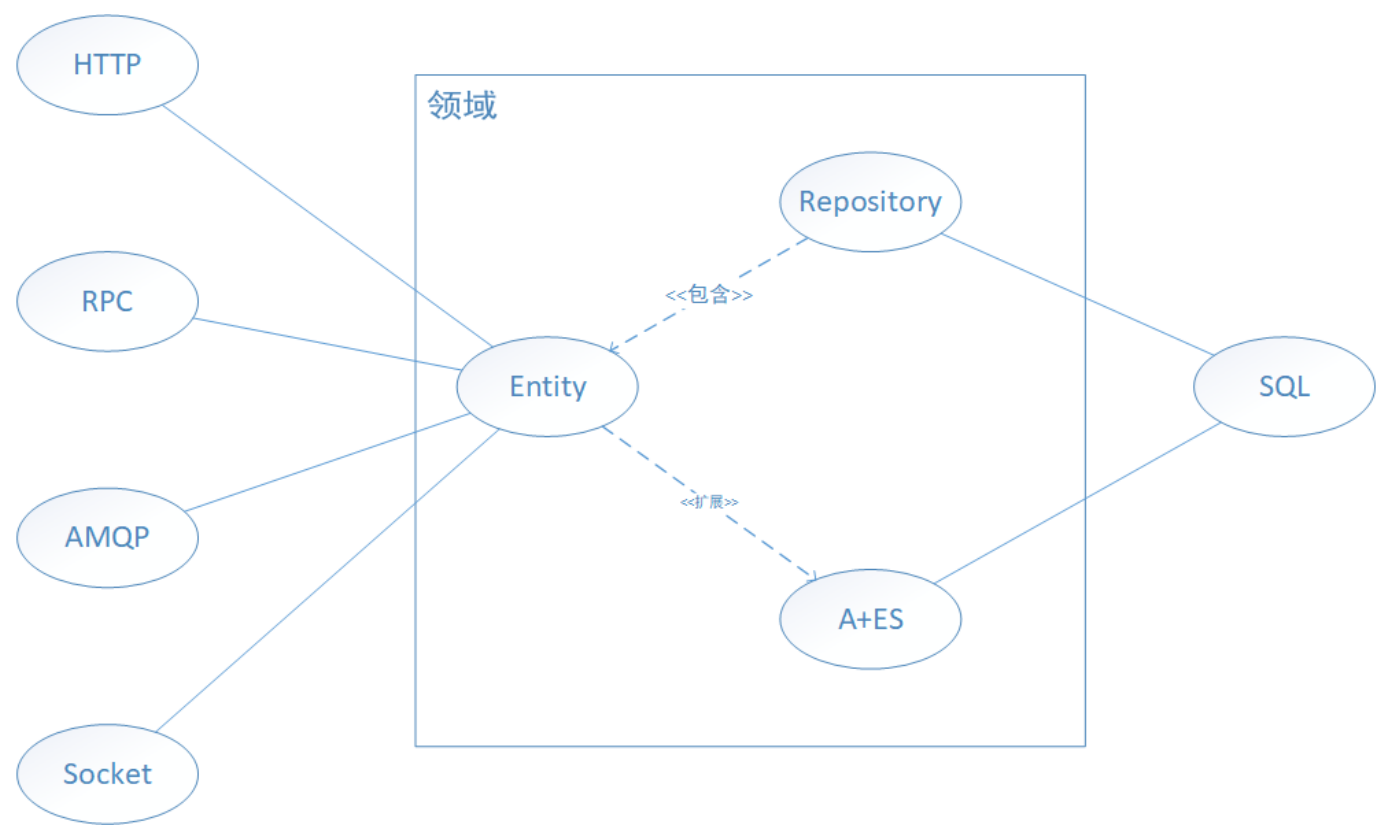 HTTP
领域
Repository
RPC
<<包含>>
Entity
SQL
<<扩展>>
AMQP
A+ES
Socket